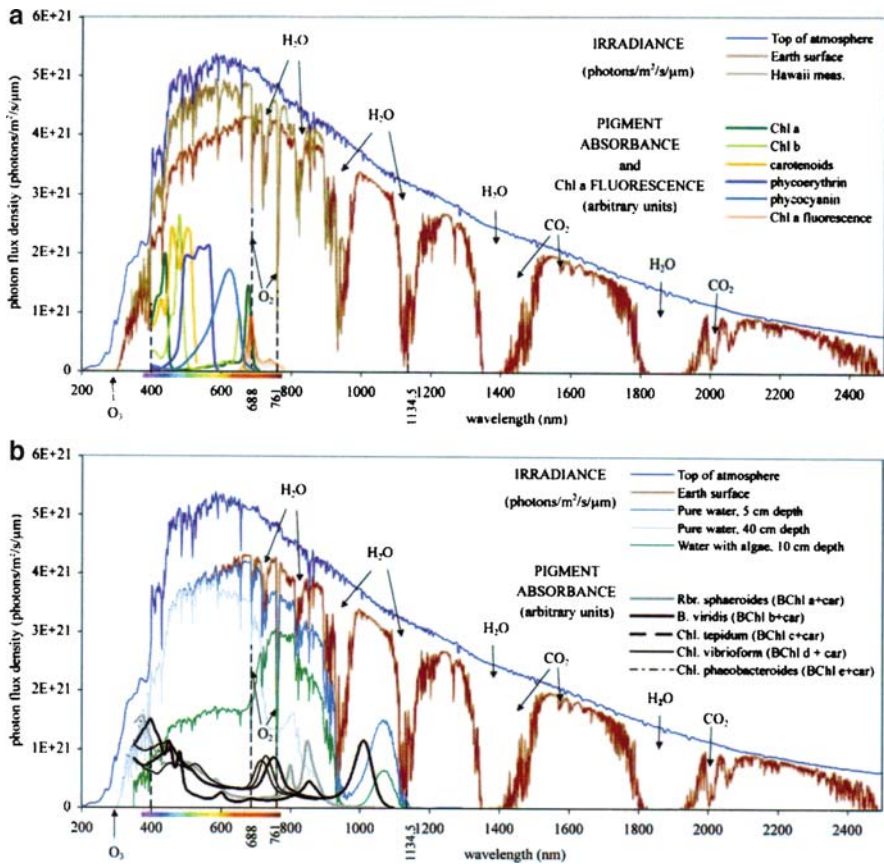 a
6E+21
5E+21
4E+21
3E+21
2E+21
1E+21
0
photon flux density (photons/m²/s/µm)
H₂O
H₂O
H₂O
CO₂
H₂O
CO₂
O₂
O₃
IRRADIANCE
(photons/m²/s/µm)
Top of atmosphere
Earth surface
Hawaii meas.
PIGMENT
ABSORBANCE
and
Chl a FLUORESCENCE
(arbitrary units)
Chl a
Chl b
carotenoids
phycoerythrin
phycocyanin
Chl a fluorescence
200 400 600 688 761 800 1000 1134.5 1200 1400 1600 1800 2000 2200 2400
wavelength (nm)
b
6E+21
5E+21
4E+21
3E+21
2E+21
1E+21
0
photon flux density (photons/m²/s/µm)
H₂O
H₂O
H₂O
CO₂
H₂O
CO₂
O₂
O₃
IRRADIANCE
(photons/m²/s/µm)
Top of atmosphere
Earth surface
Pure water, 5 cm depth
Pure water, 40 cm depth
Water with algae, 10 cm depth
PIGMENT
ABSORBANCE
(arbitrary units)
Rbr. sphaeroides (BChl a+car)
B. viridis (BChl b+car)
Chl. tepidum (BChl c+car)
Chl. vibrioform (BChl d + car)
Chl. phaeobacteroides (BChl e+car)
200 400 600 688 761 800 1000 1134.5 1200 1400 1600 1800 2000 2200 2400
wavelength (nm)